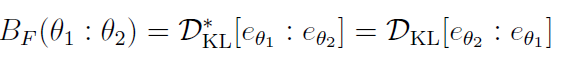 B_F(θ_1 : θ_2) = 𝒟*_KL[e_{θ_1} : e_{θ_2}] = 𝒟_KL[e_{θ_2} : e_{θ_1}]